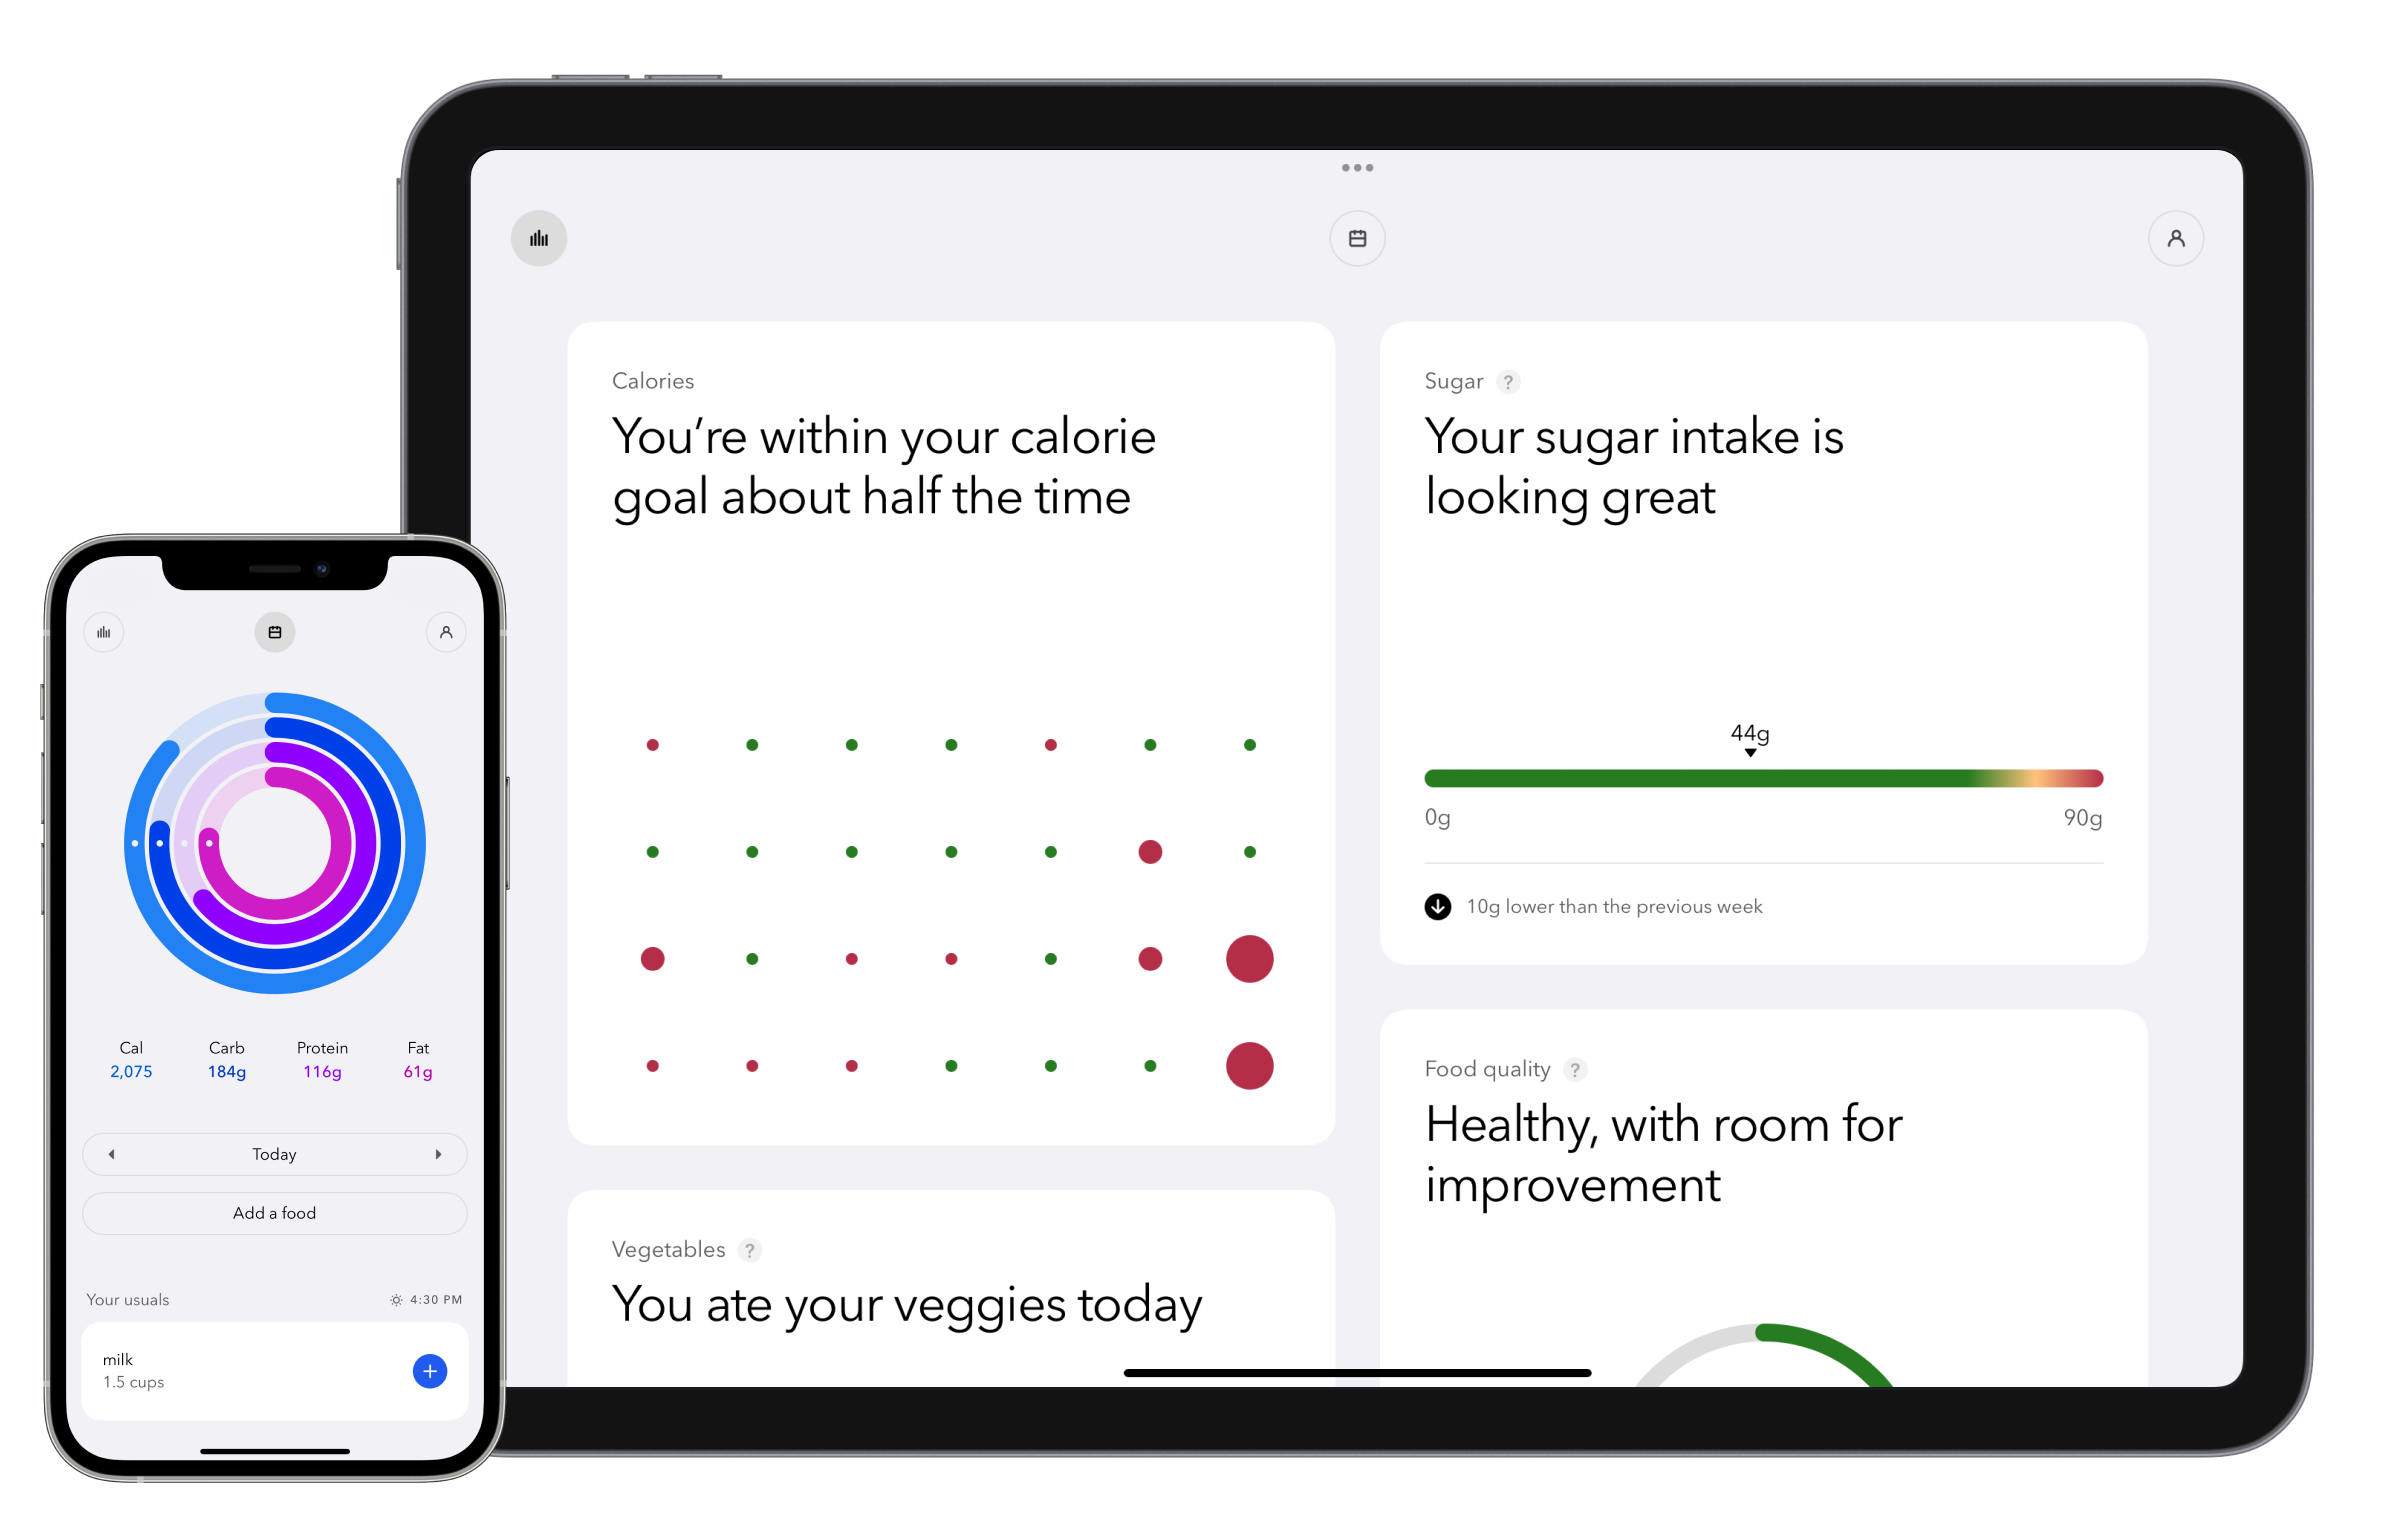 Calories
You're within your calorie
goal about half the time
Sugar ?
Your sugar intake is
looking great
44g
0g 90g
10g lower than the previous week
Food quality ?
Healthy, with room for
improvement
Vegetables ?
You ate your veggies today
Cal Carb Protein Fat
2,075 184g 116g 61g
Today
Add a food
Your usuals 4:30 PM
milk
1.5 cups